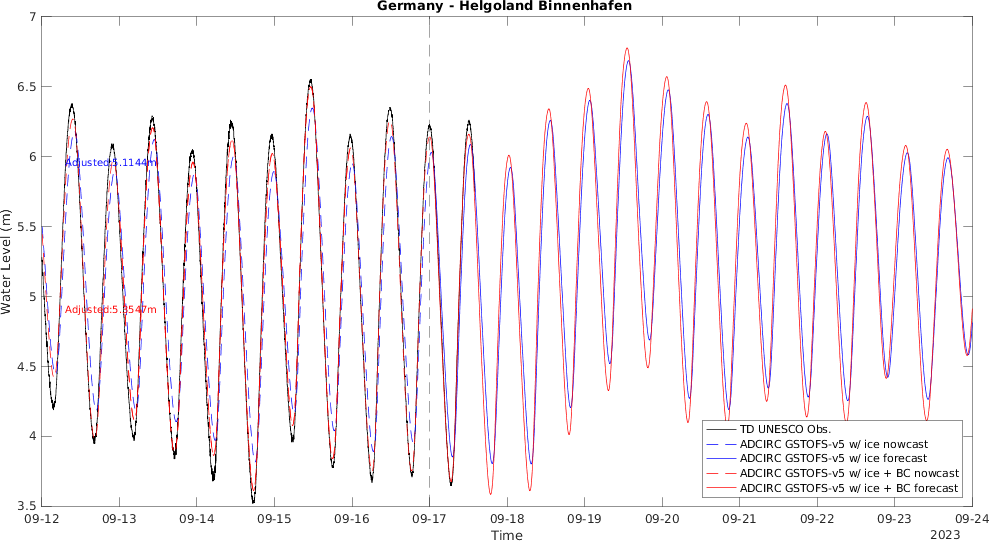 Germany - Helgoland Binnenhafen
7
6.5
6
5.5
5
4.5
4
3.5
Water Level (m)
Adjusted:5.1144m
Adjusted:5.3547m
TD UNESCO Obs.
ADCIRC GSTOFS-v5 w/ ice nowcast
ADCIRC GSTOFS-v5 w/ ice forecast
ADCIRC GSTOFS-v5 w/ ice + BC nowcast
ADCIRC GSTOFS-v5 w/ ice + BC forecast
09-12 09-13 09-14 09-15 09-16 09-17 09-18 09-19 09-20 09-21 09-22 09-23 09-24
Time
2023